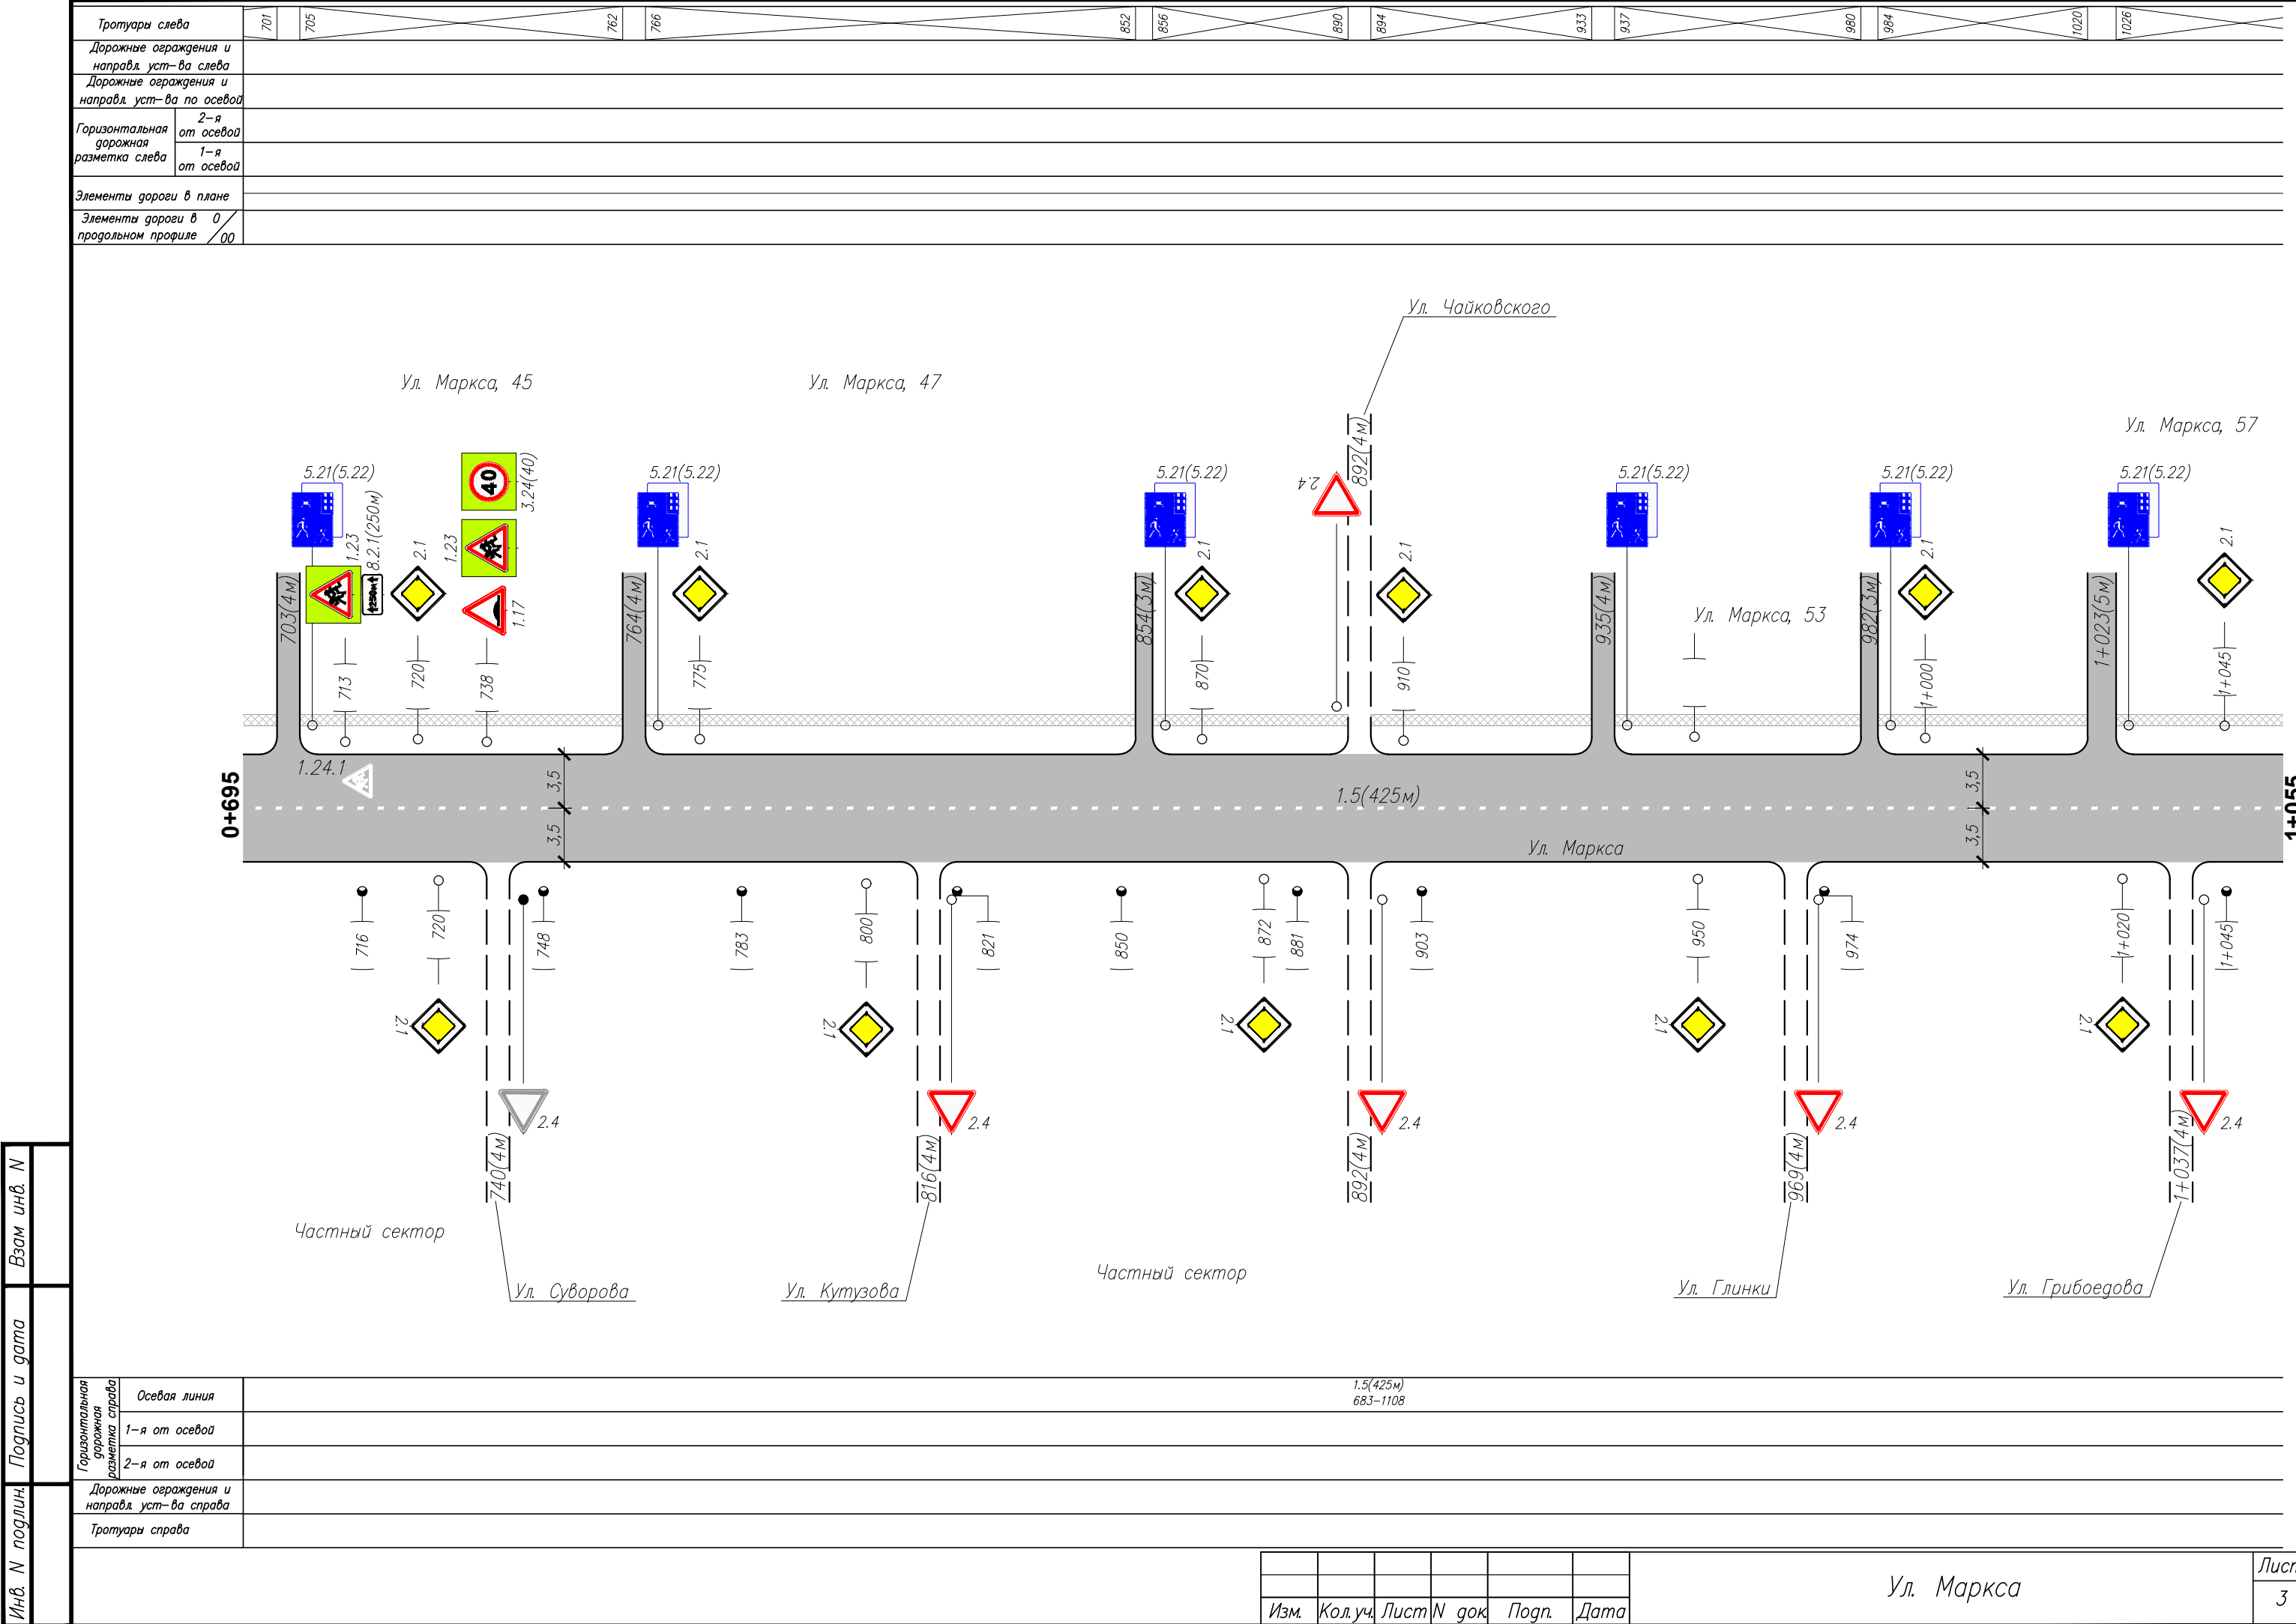 Тротуары слева
701 705 762 766 852 856 890 894 933 937 980 984 1020 1026
Дорожные ограждения и
направл. уст-ва слева
Дорожные ограждения и
направл. уст-ва по осевой
Горизонтальная
дорожная
разметка слева
2-я
от осевой
1-я
от осевой
Элементы дороги в плане
Элементы дороги в
продольном профиле
0/00
Ул. Чайковского
Ул. Маркса, 45
Ул. Маркса, 47
Ул. Маркса, 57
Ул. Маркса, 53
5.21(5.22)
5.21(5.22)
5.21(5.22)
5.21(5.22)
5.21(5.22)
5.21(5.22)
40
3.24(40)
1.23
8.2.1(250м)
250м
2.1
1.23
1.17
2.1
2.1
2.4
2.1
2.1
2.1
703(4м)
764(4м)
854(3м)
892(4м)
935(4м)
982(3м)
1+023(5м)
713
720
738
775
870
910
1+000
1+045
1.24.1
0+695
3,5
3,5
1.5(425м)
Ул. Маркса
3,5
3,5
1+055
716
720
748
783
800
821
850
872
881
903
950
974
1+020
1+045
2.1
2.1
2.1
2.1
2.1
2.4
2.4
2.4
2.4
2.4
740(4м)
816(4м)
892(4м)
969(4м)
1+037(4м)
Частный сектор
Частный сектор
Ул. Суворова
Ул. Кутузова
Ул. Глинки
Ул. Грибоедова
Горизонтальная
дорожная
разметка справа
Осевая линия
1.5(425м)
683-1108
1-я от осевой
2-я от осевой
Дорожные ограждения и
направл. уст-ва справа
Тротуары справа
Взам инв. N
Подпись и дата
Инв. N подлин.
Изм. Кол.уч. Лист N док. Подп. Дата
Ул. Маркса
Лист
3